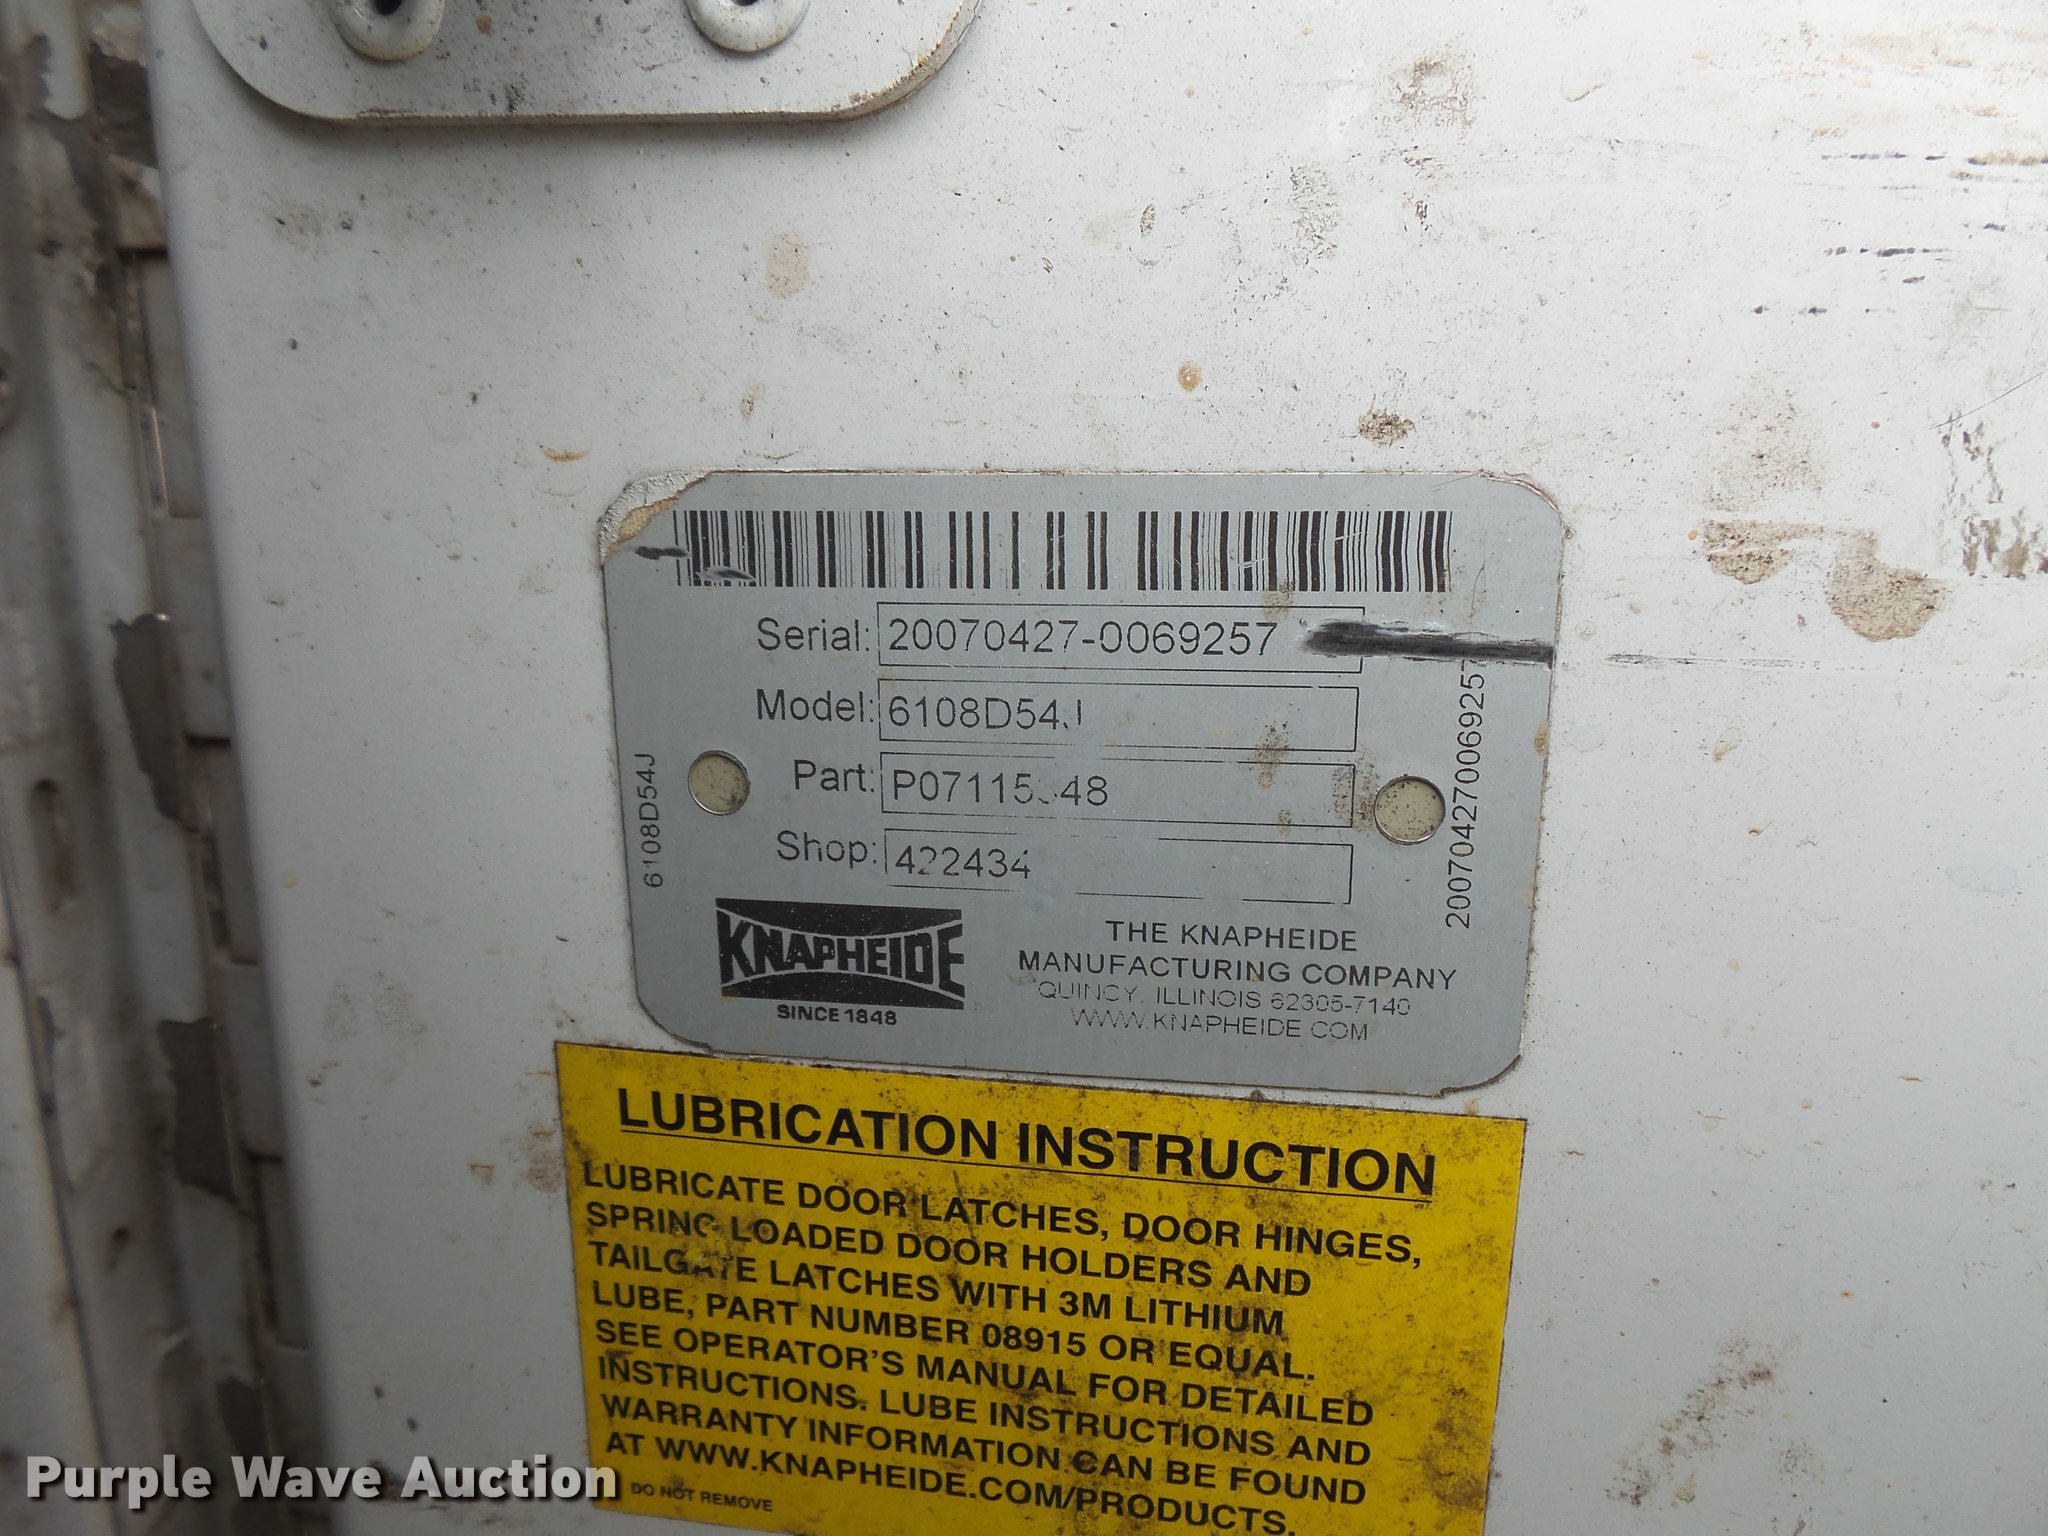 Serial: 20070427-0069257
Model: 6108D54J
Part:
Shop: 422434
6108D54J
KNAPHEIDE
SINCE 1848
THE KNAPHEIDE
MANUFACTURING COMPANY
QUINCY, ILLINOIS 62305-7140
WWW.KNAPHEIDE.COM
LUBRICATION INSTRUCTION
LUBRICATE DOOR LATCHES, DOOR HINGES,
SPRING LOADED DOOR HOLDERS AND
TAILGATE LATCHES WITH 3M LITHIUM
LUBE, PART NUMBER 08915 OR EQUAL.
SEE OPERATOR'S MANUAL FOR DETAILED
INSTRUCTIONS. LUBE INSTRUCTIONS AND
WARRANTY INFORMATION CAN BE FOUND
AT WWW.KNAPHEIDE.COM/PRODUCTS.
DO NOT REMOVE
Purple Wave Auction